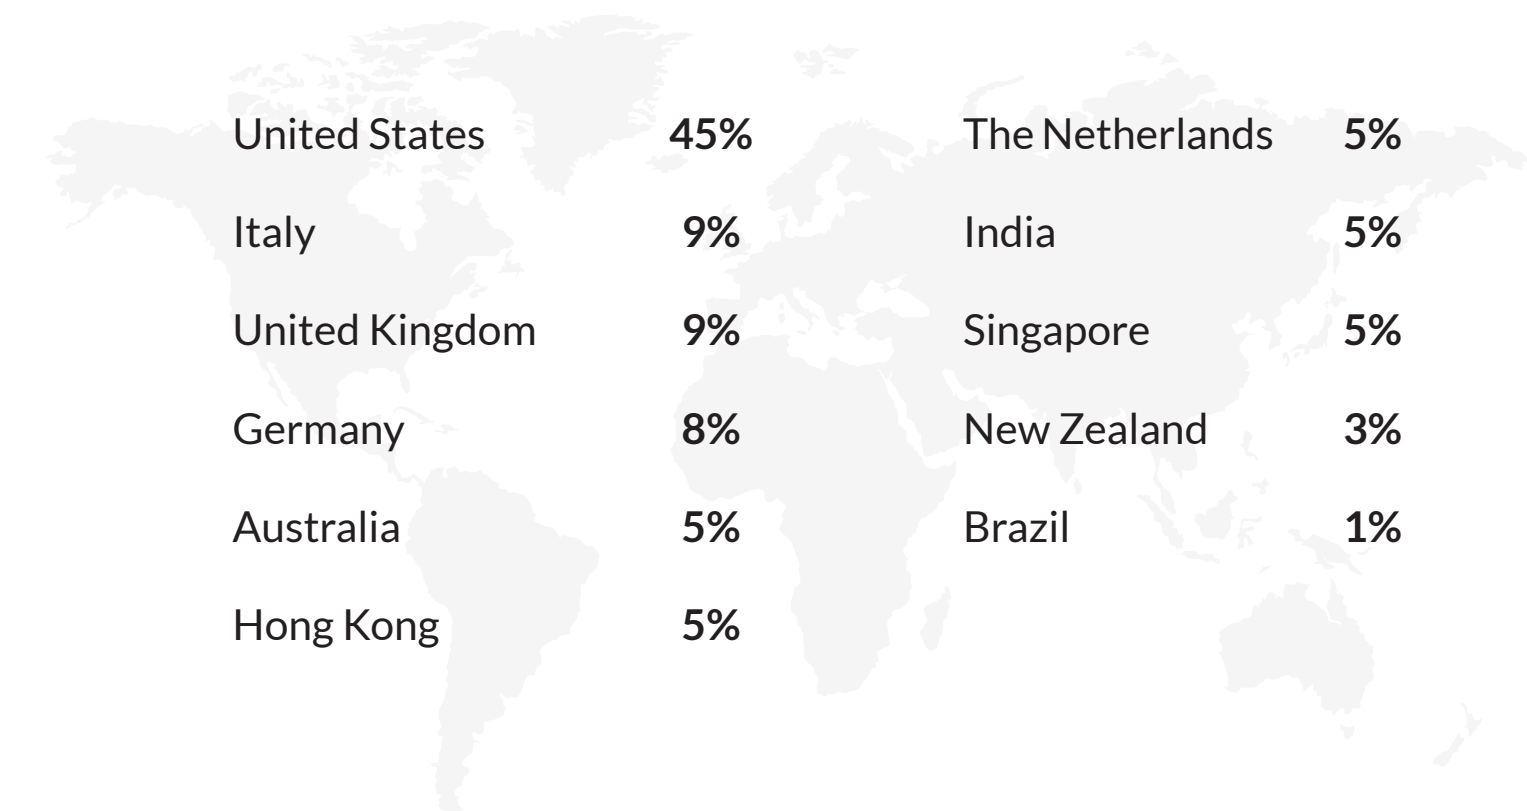 United States 45%
Italy 9%
United Kingdom 9%
Germany 8%
Australia 5%
Hong Kong 5%
The Netherlands 5%
India 5%
Singapore 5%
New Zealand 3%
Brazil 1%